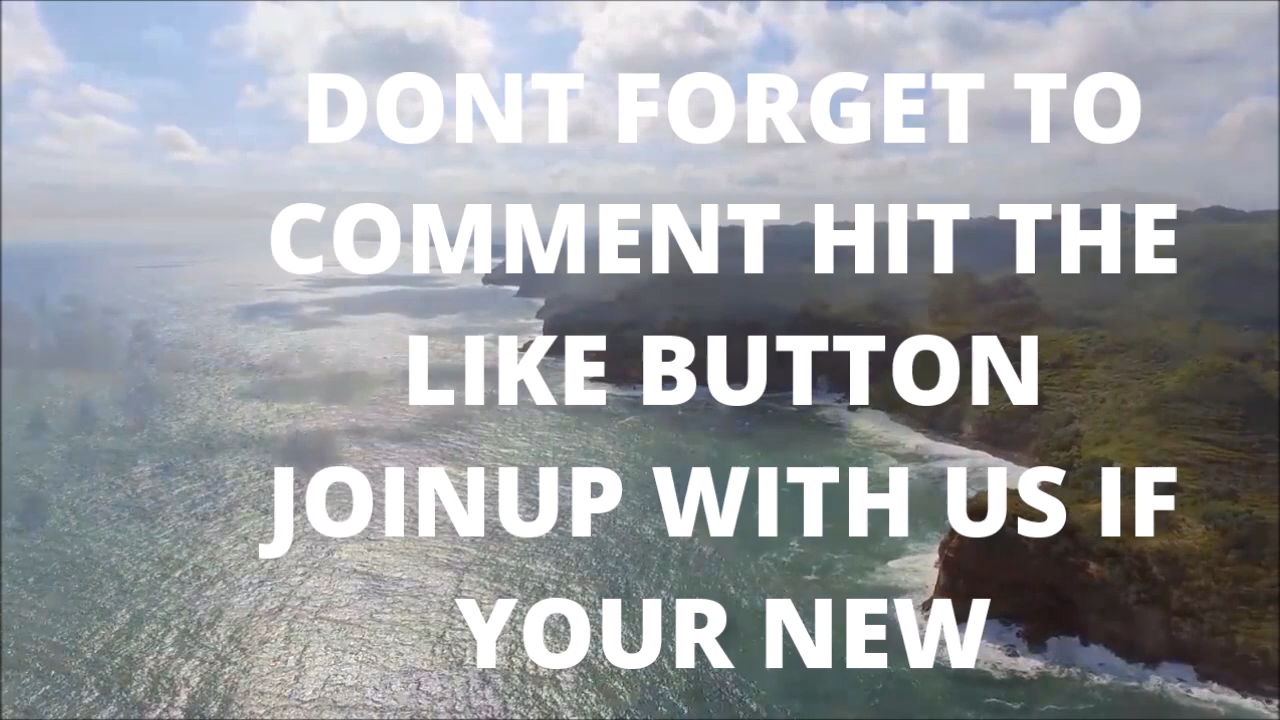 DONT FORGET TO
COMMENT HIT THE
LIKE BUTTON
JOINUP WITH US IF
YOUR NEW